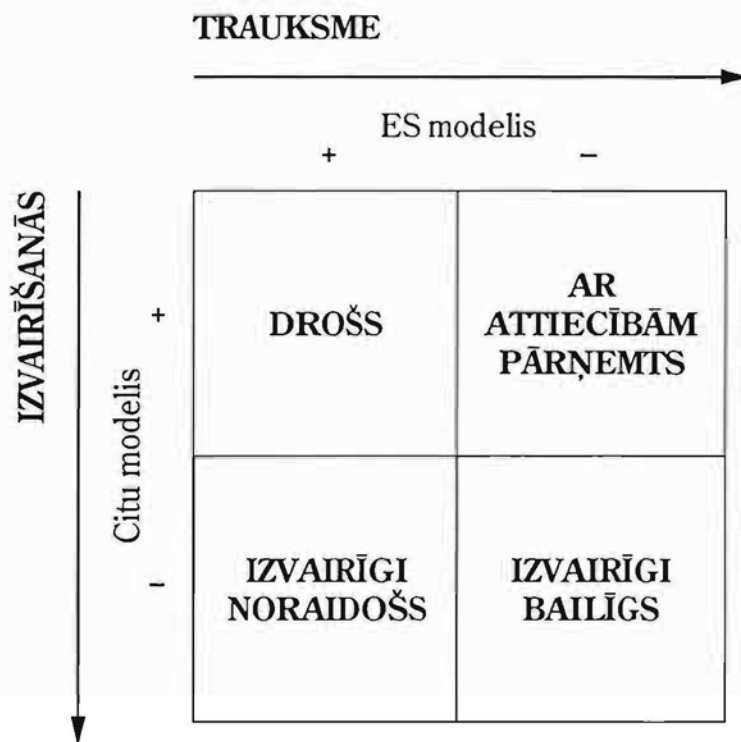 TRAUKSME
ES modelis
+ −
IZVAIRĪŠANĀS
Citu modelis
+
DROŠS
AR
ATTIECĪBĀM
PĀRŅEMTS
−
IZVAIRĪGI
NORAIDOŠS
IZVAIRĪGI
BAILĪGS